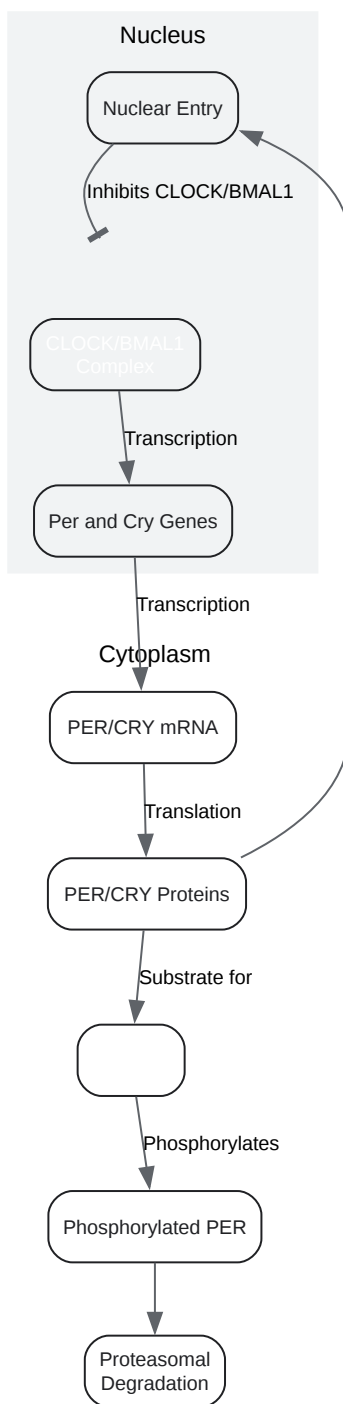 Nucleus
Nuclear Entry
Inhibits CLOCK/BMAL1
CLOCK/BMAL1
Complex
Transcription
Per and Cry Genes
Transcription
Cytoplasm
PER/CRY mRNA
Translation
PER/CRY Proteins
Substrate for
Phosphorylates
Phosphorylated PER
Proteasomal
Degradation